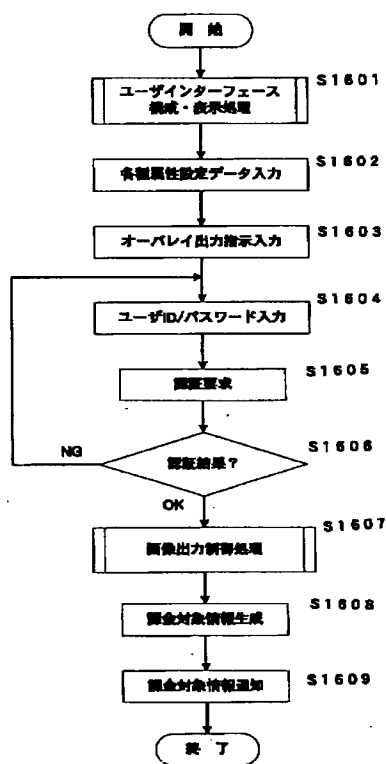 開 始
S1601
ユーザインターフェース
構成・表示処理
S1602
各種属性設定データ入力
S1603
オーバレイ出力指示入力
S1604
ユーザID/パスワード入力
S1605
認証要求
S1606
認証結果?
NG
OK
S1607
画像出力制御処理
S1608
課金対象情報生成
S1609
課金対象情報通知
終 了